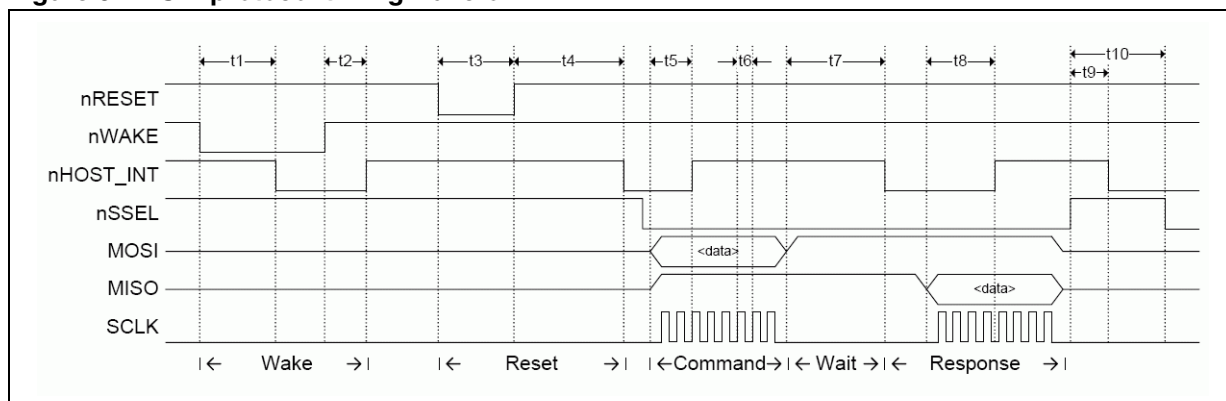 t1 t2 t3 t4 t5 t6 t7 t8 t9 t10
nRESET
nWAKE
nHOST_INT
nSSEL
MOSI <data>
MISO <data>
SCLK
Wake Reset Command Wait Response